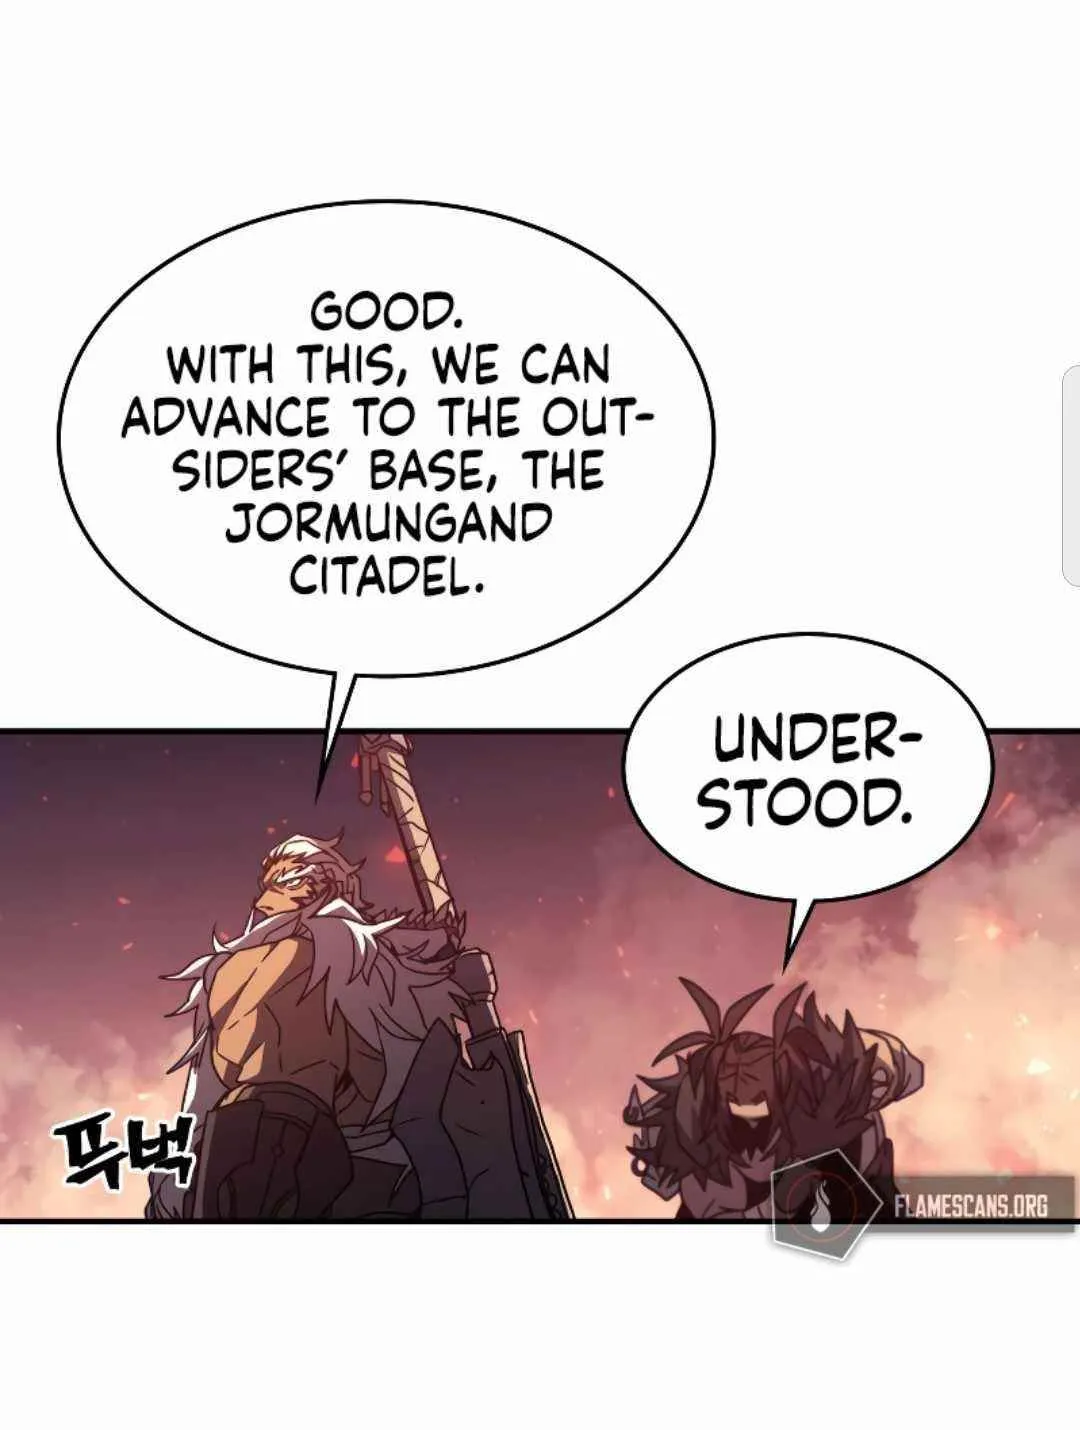 GOOD.
WITH THIS, WE CAN
ADVANCE TO THE OUT-
SIDERS' BASE, THE
JORMUNGAND
CITADEL.
UNDER-
STOOD.
뚜벅
FLAMESCANS.ORG